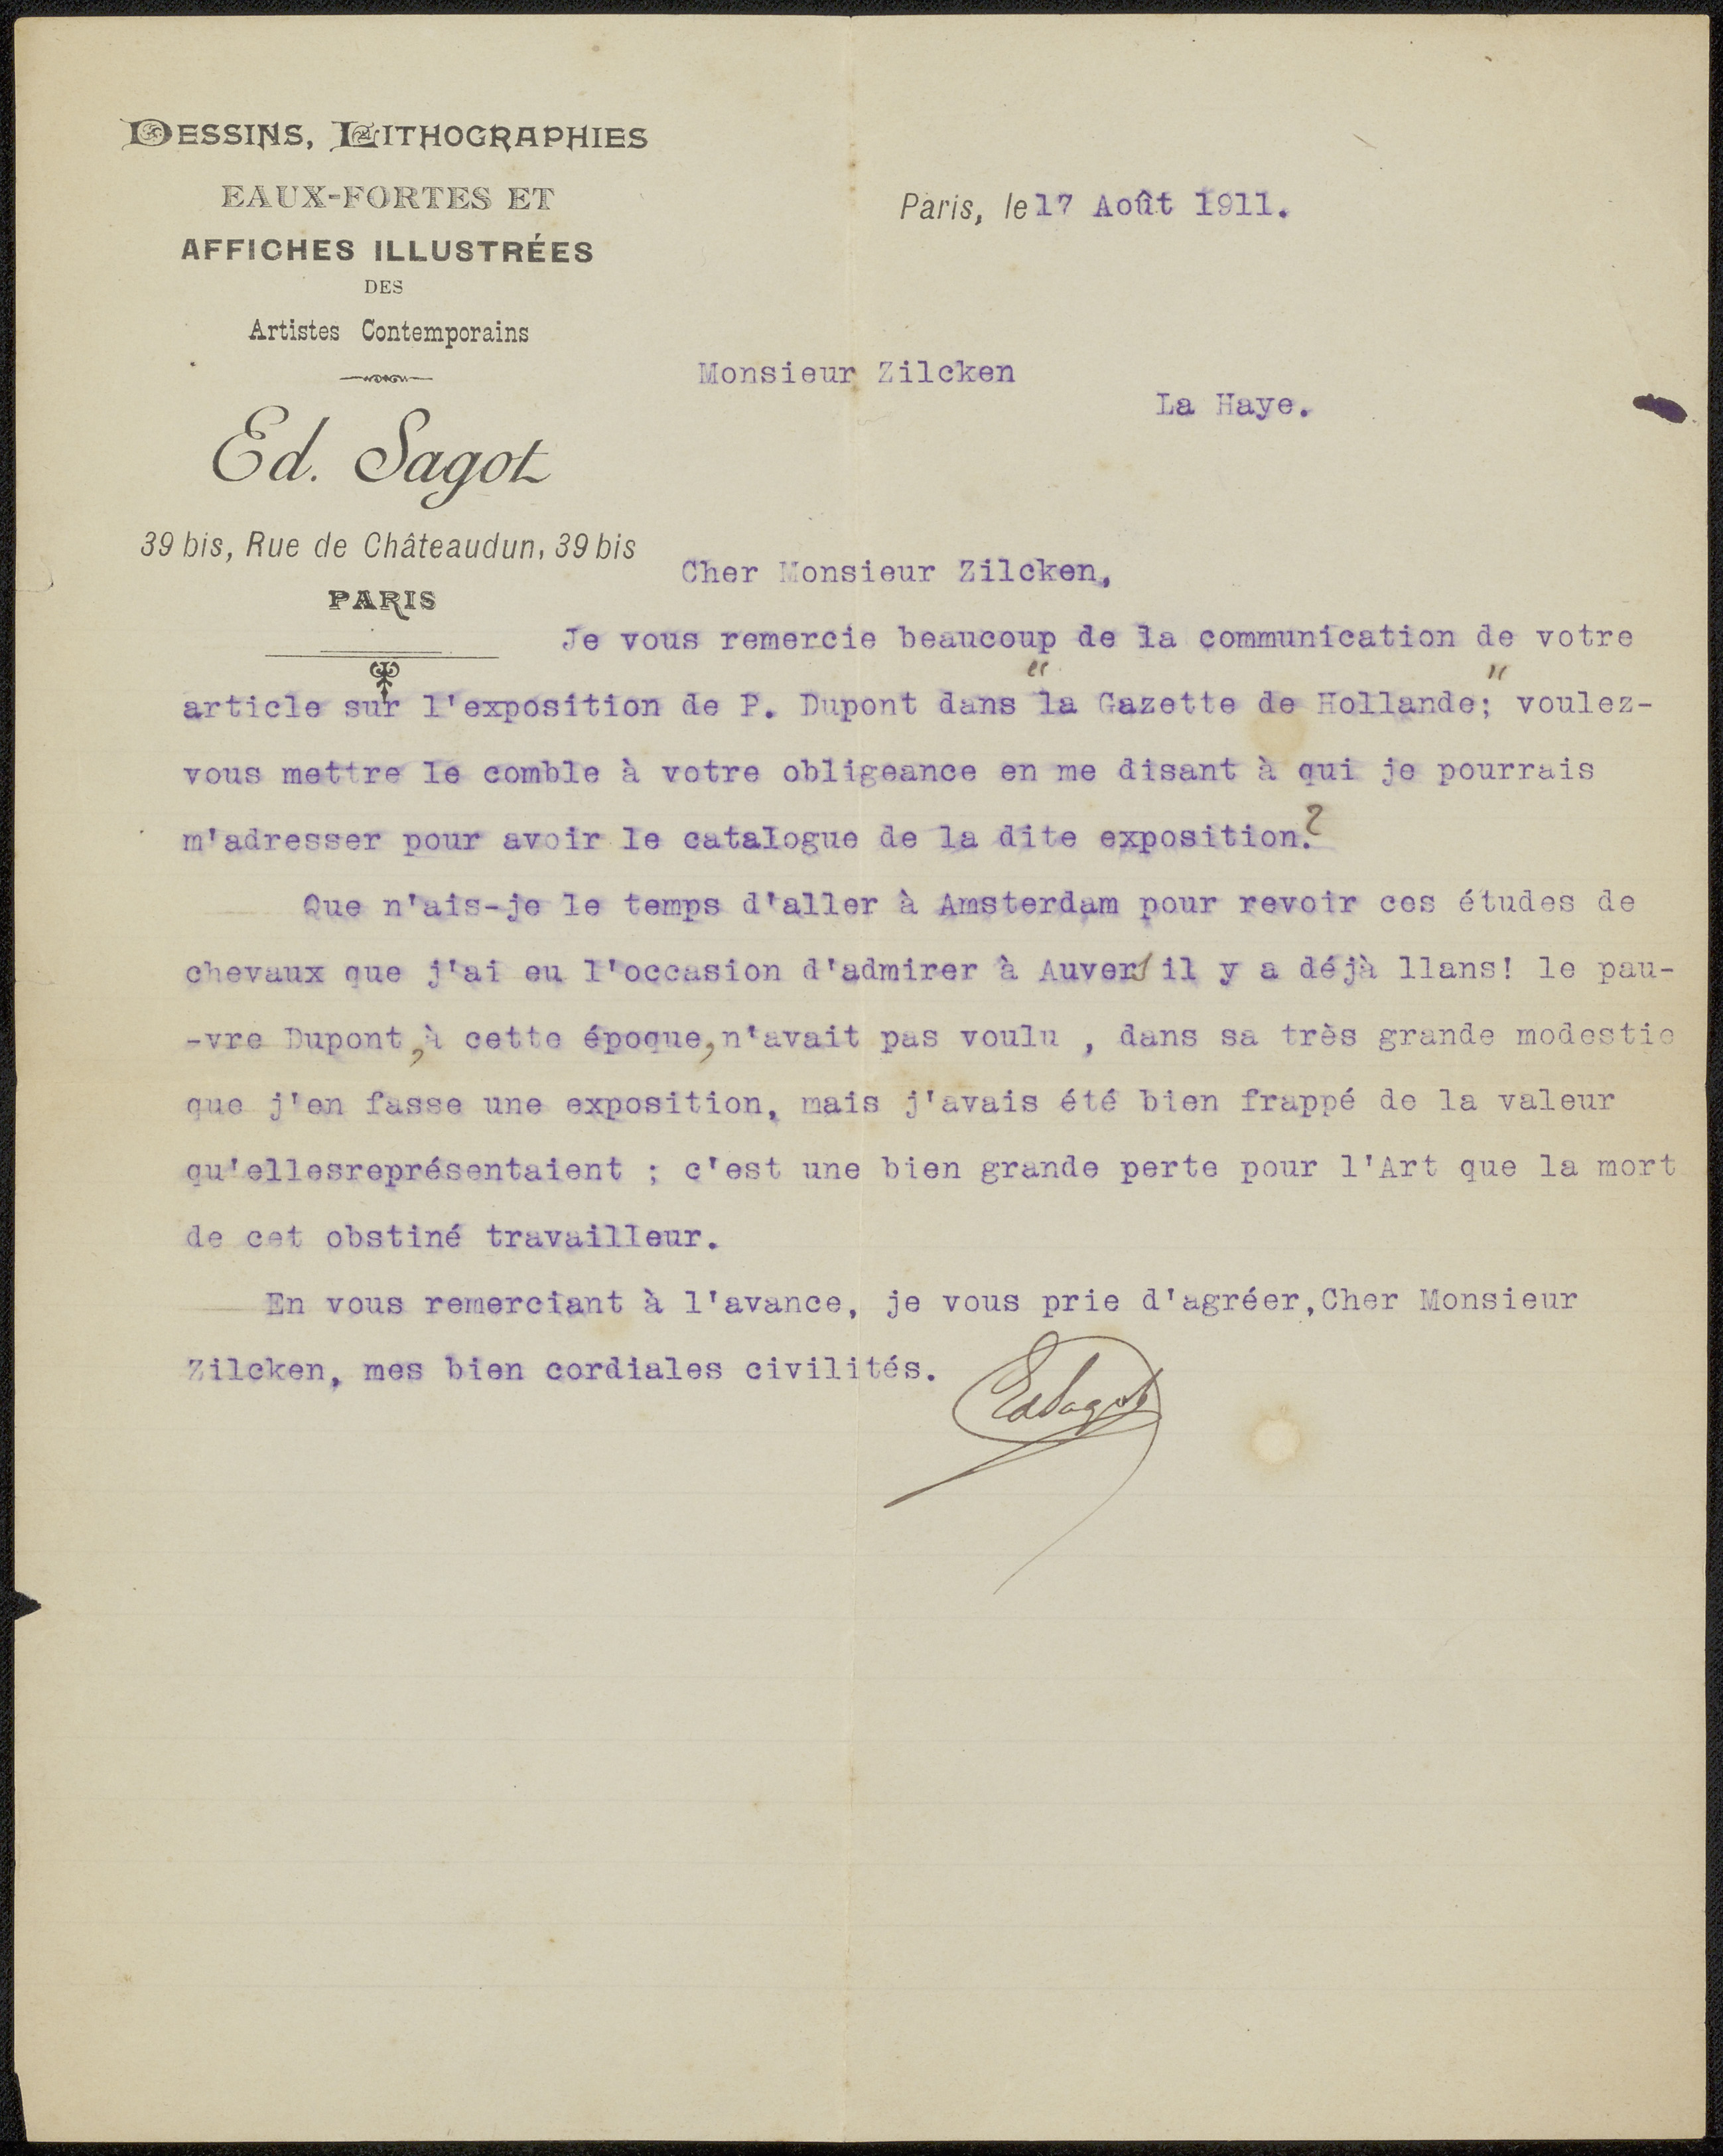 DESSINS, LITHOGRAPHIES
EAUX-FORTES ET
AFFICHES ILLUSTRÉES
DES
Artistes Contemporains
Ed. Sagot
39 bis, Rue de Châteaudun, 39 bis
PARIS
Paris, le 17 Août 1911.
Monsieur Zilcken
La Haye.
Cher Monsieur Zilcken,
Je vous remercie beaucoup de la communication de votre
article sur l'exposition de P. Dupont dans "la Gazette de Hollande;" voulez-
vous mettre le comble à votre obligeance en me disant à qui je pourrais
m'adresser pour avoir le catalogue de la dite exposition.?
Que n'ais-je le temps d'aller à Amsterdam pour revoir ces études de
chevaux que j'ai eu l'occasion d'admirer à Auvers il y a déjà 11ans! le pau-
-vre Dupont, à cette époque, n'avait pas voulu , dans sa très grande modestie
que j'en fasse une exposition, mais j'avais été bien frappé de la valeur
qu'ellesreprésentaient ; c'est une bien grande perte pour l'Art que la mort
de cet obstiné travailleur.
En vous remerciant à l'avance, je vous prie d'agréer,Cher Monsieur
Zilcken, mes bien cordiales civilités.
EdSagot